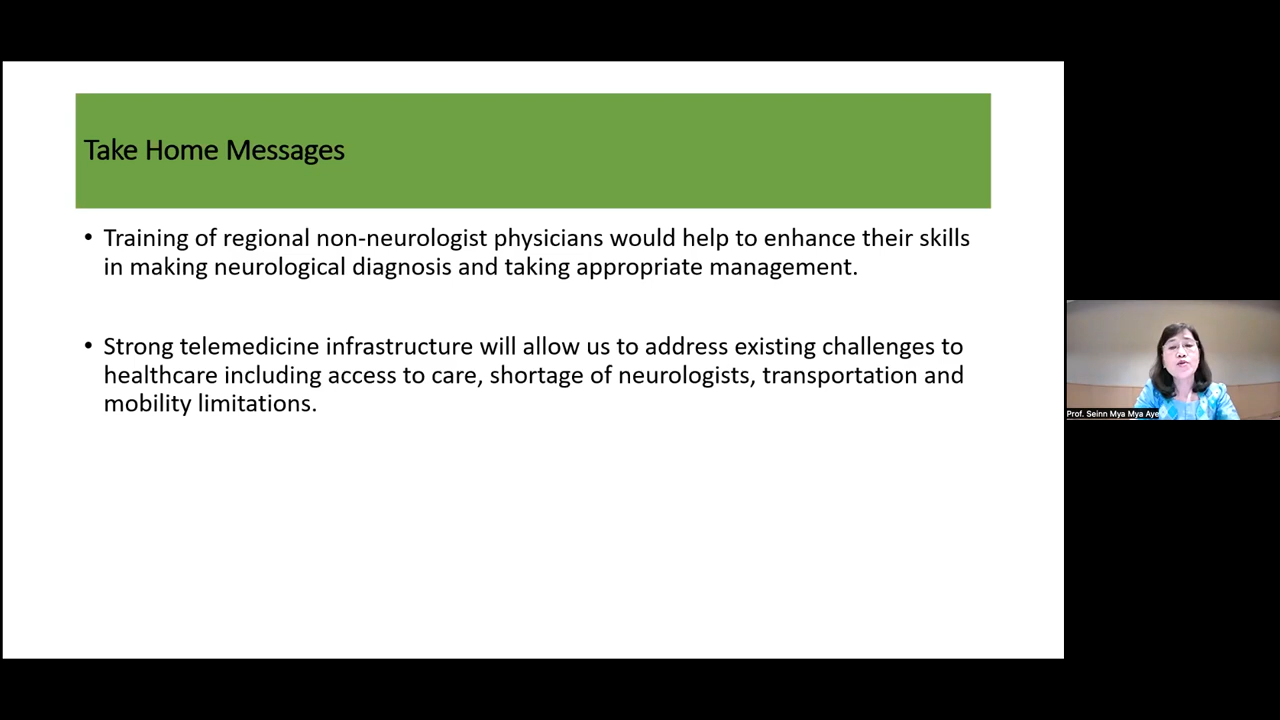 Take Home Messages
• Training of regional non-neurologist physicians would help to enhance their skills
in making neurological diagnosis and taking appropriate management.
• Strong telemedicine infrastructure will allow us to address existing challenges to
healthcare including access to care, shortage of neurologists, transportation and
mobility limitations.
Prof. Seinn Mya Mya Aye